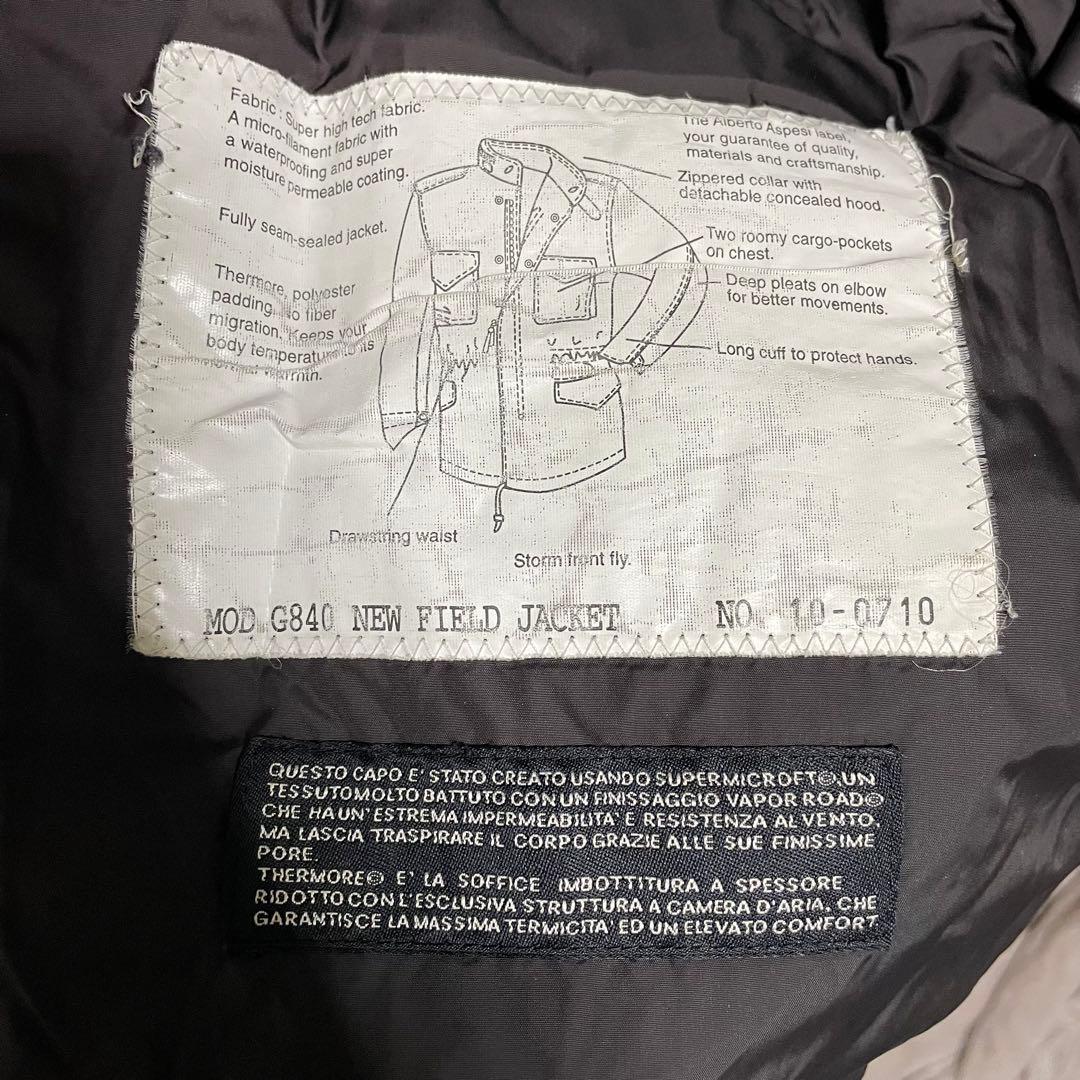 Fabric : Super high tech fabric.
A micro-filament fabric with
a waterproofing and super
moisture permeable coating.
Fully seam-sealed jacket.
Thermore, polyester
padding. No fiber
migration. Keeps your
body temperature to its
The Alberto Aspesi label,
your guarantee of quality,
materials and craftsmanship.
Zippered collar with
detachable concealed hood.
Two roomy cargo-pockets
on chest.
Deep pleats on elbow
for better movements.
Long cuff to protect hands.
Drawstring waist
Storm front fly.
MOD G840 NEW FIELD JACKET NO. 10-0710
QUESTO CAPO E' STATO CREATO USANDO SUPERMICROFT©,UN
TESSUTO MOLTO BATTUTO CON UN FINISSAGGIO VAPOR ROAD©
CHE HA UN' ESTREMA IMPERMEABILITA' E RESISTENZA AL VENTO,
MA LASCIA TRASPIRARE IL CORPO GRAZIE ALLE SUE FINISSIME
PORE.
THERMORE© E' LA SOFFICE IMBOTTITURA A SPESSORE
RIDOTTO CON L'ESCLUSIVA STRUTTURA A CAMERA D'ARIA, CHE
GARANTISCE LA MASSIMA TERMICITA' ED UN ELEVATO COMFORT